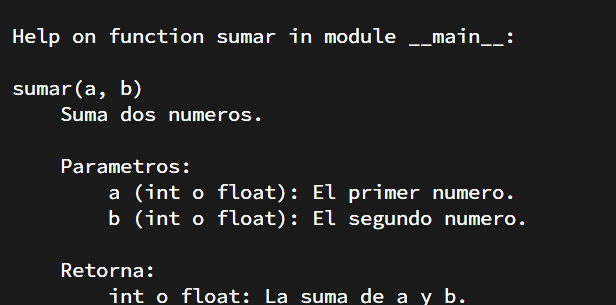 Help on function sumar in module __main__:
sumar(a, b)
Suma dos numeros.
Parametros:
a (int o float): El primer numero.
b (int o float): El segundo numero.
Retorna:
int o float: La suma de a y b.